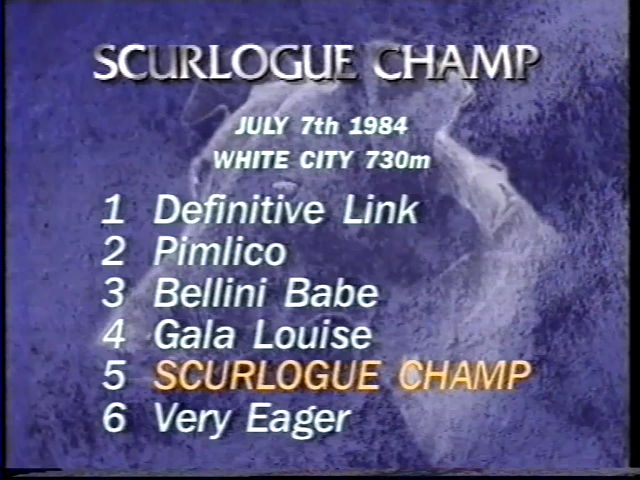 SCURLOGUE CHAMP
JULY 7th 1984
WHITE CITY 730m
1 Definitive Link
2 Pimlico
3 Bellini Babe
4 Gala Louise
5 SCURLOGUE CHAMP
6 Very Eager